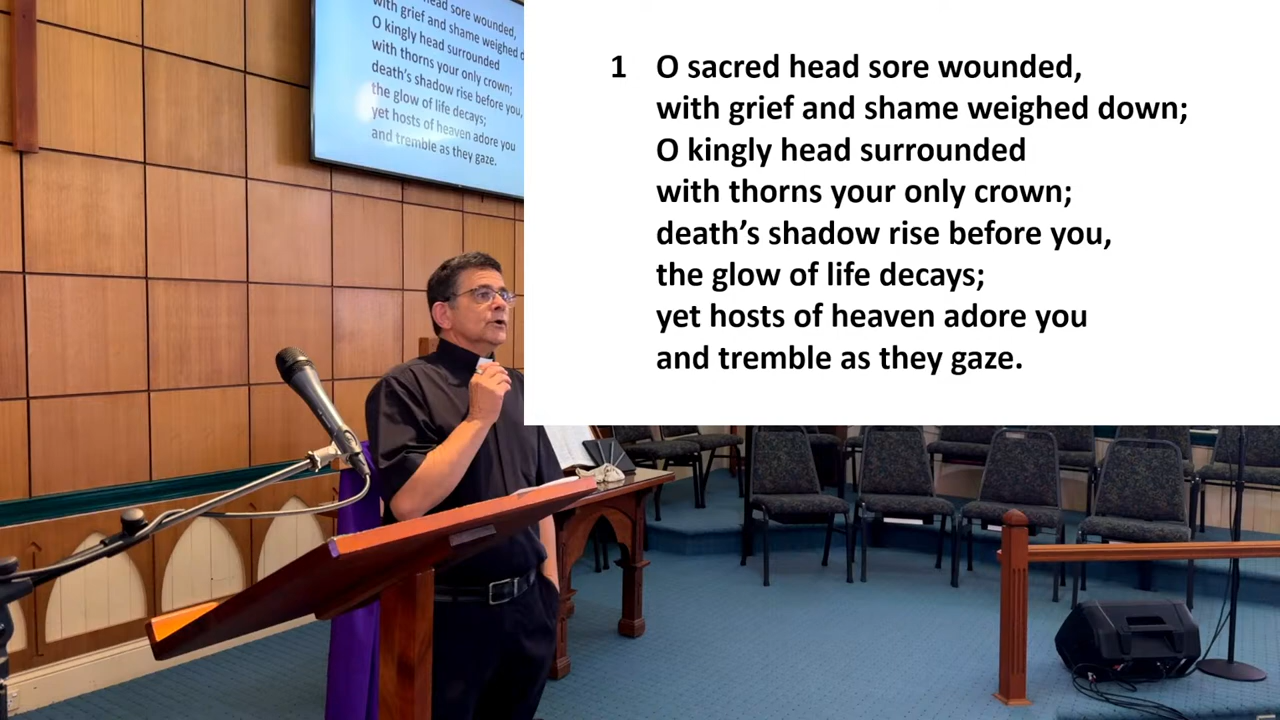 head sore wounded,
with grief and shame weighed
O kingly head surrounded
with thorns your only crown;
death's shadow rise before you,
the glow of life decays;
yet hosts of heaven adore you
and tremble as they gaze.
1 O sacred head sore wounded,
with grief and shame weighed down;
O kingly head surrounded
with thorns your only crown;
death’s shadow rise before you,
the glow of life decays;
yet hosts of heaven adore you
and tremble as they gaze.